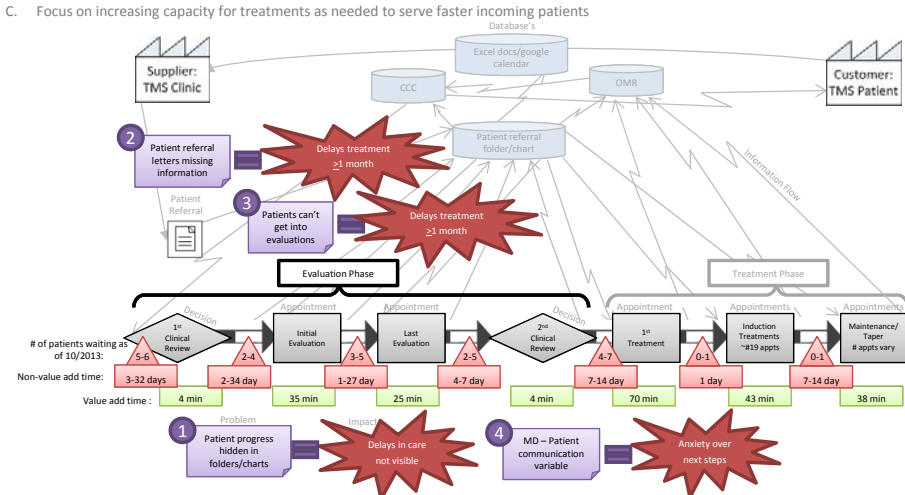 C. Focus on increasing capacity for treatments as needed to serve faster incoming patients
Database's
Excel docs/google
calendar
Supplier:
TMS Clinic
CCC
OMR
Customer:
TMS Patient
Patient referral
folder/chart
2
Patient referral
letters missing
information
Delays treatment
≥1 month
Information Flow
3
Patients can't
get into
evaluations
Delays treatment
≥1 month
Patient
Referral
Evaluation Phase
Treatment Phase
Decision
Appointment
Appointment
Decision
Appointment
Appointments
Appointments
1st
Clinical
Review
Initial
Evaluation
Last
Evaluation
2nd
Clinical
Review
1st
Treatment
Induction
Treatments
~#19 appts
Maintenance/
Taper
# appts vary
# of patients waiting as
of 10/2013:
5-6
2-4
3-5
2-5
4-7
0-1
0-1
Non-value add time:
3-32 days
2-34 day
1-27 day
4-7 day
7-14 day
1 day
7-14 day
Value add time :
4 min
35 min
25 min
4 min
70 min
43 min
38 min
Problem
Impact
1
Patient progress
hidden in
folders/charts
Delays in care
not visible
4
MD – Patient
communication
variable
Anxiety over
next steps